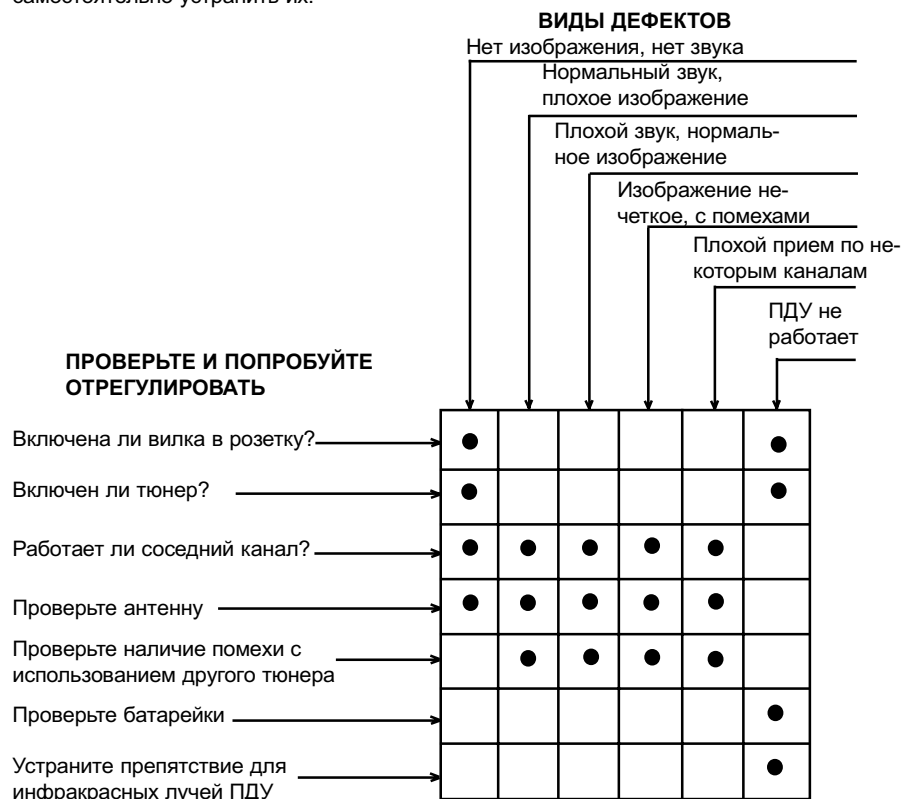 самостоятельно устранить их.
ВИДЫ ДЕФЕКТОВ
Нет изображения, нет звука
Нормальный звук,
плохое изображение
Плохой звук, нормаль-
ное изображение
Изображение не-
четкое, с помехами
Плохой прием по не-
которым каналам
ПДУ не
работает
ПРОВЕРЬТЕ И ПОПРОБУЙТЕ
ОТРЕГУЛИРОВАТЬ
Включена ли вилка в розетку?
Включен ли тюнер?
Работает ли соседний канал?
Проверьте антенну
Проверьте наличие помехи с
использованием другого тюнера
Проверьте батарейки
Устраните препятствие для
инфракрасных лучей ПДУ